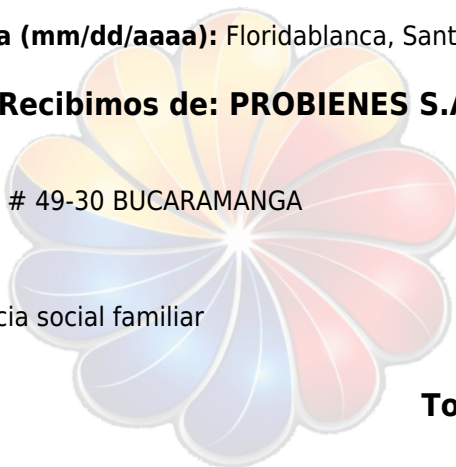 a (mm/dd/aaaa): Floridablanca, Sant
Recibimos de: PROBIENES S.A
# 49-30 BUCARAMANGA
cia social familiar
To